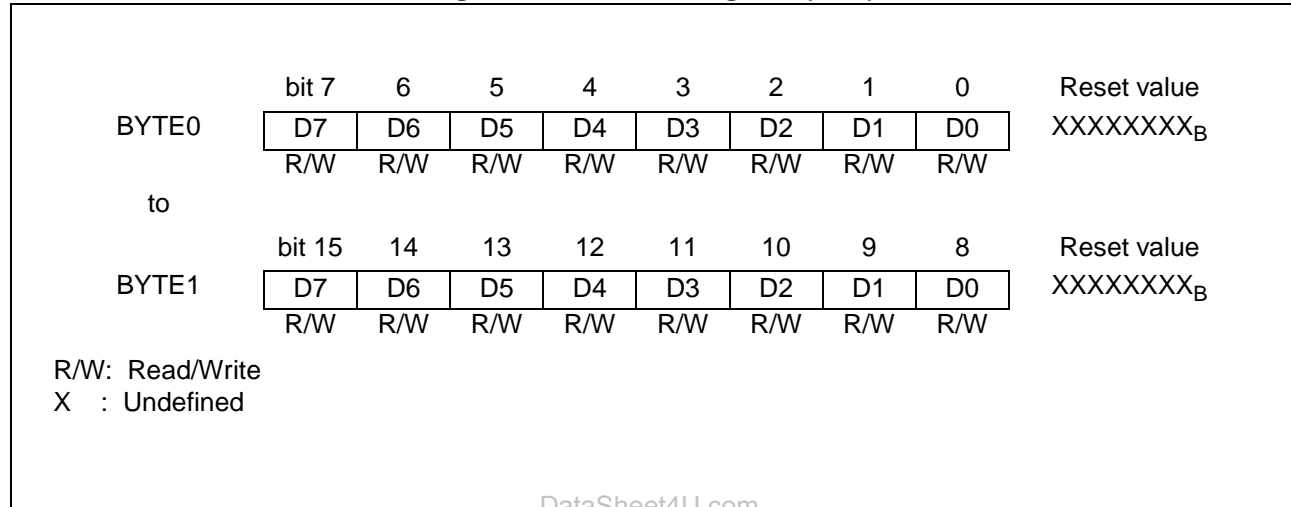 bit 7 6 5 4 3 2 1 0 Reset value
BYTE0 D7 D6 D5 D4 D3 D2 D1 D0 XXXXXXXXB
R/W R/W R/W R/W R/W R/W R/W R/W
to
bit 15 14 13 12 11 10 9 8 Reset value
BYTE1 D7 D6 D5 D4 D3 D2 D1 D0 XXXXXXXXB
R/W R/W R/W R/W R/W R/W R/W R/W
R/W: Read/Write
X : Undefined
DataSheet4U.com